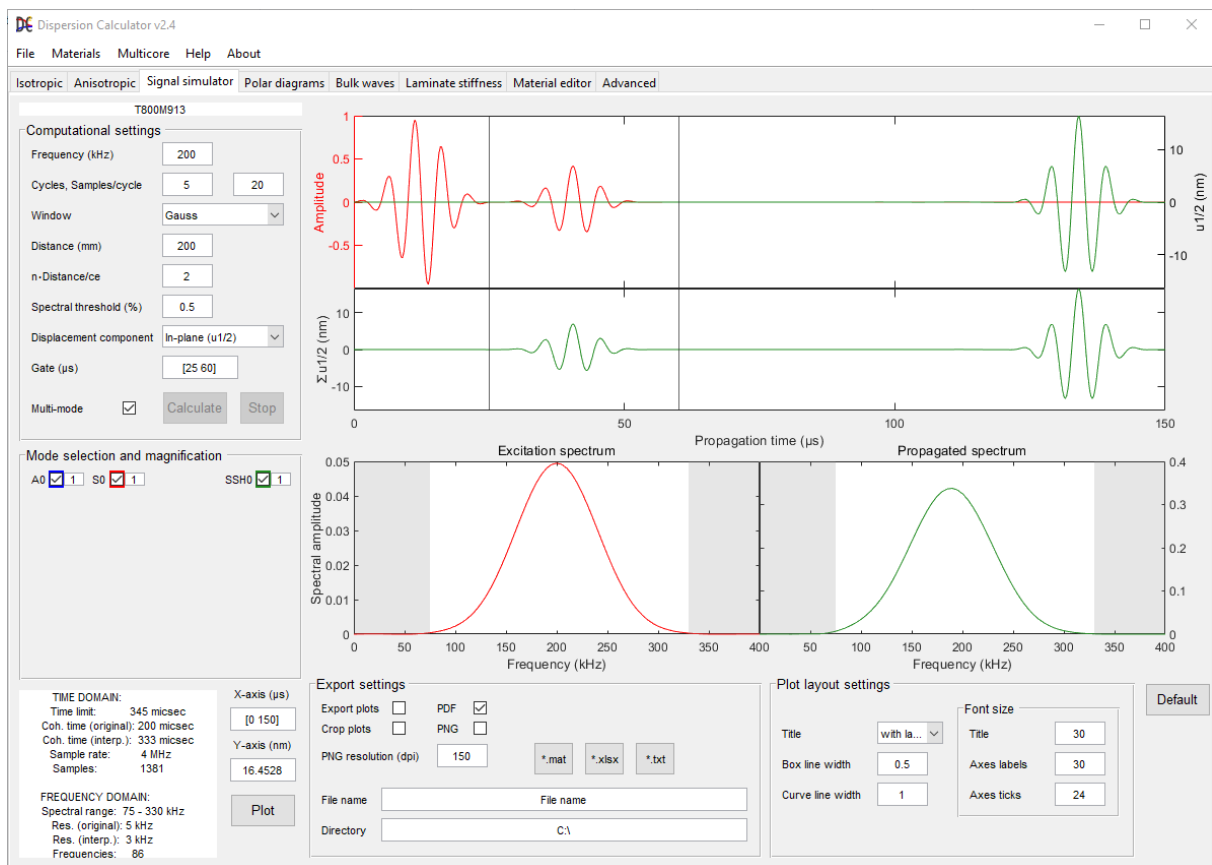 Dispersion Calculator v2.4
File Materials Multicore Help About
Isotropic Anisotropic Signal simulator Polar diagrams Bulk waves Laminate stiffness Material editor Advanced
T800M913
Computational settings
Frequency (kHz) 200
Cycles, Samples/cycle 5 20
Window Gauss
Distance (mm) 200
n-Distance/ce 2
Spectral threshold (%) 0.5
Displacement component In-plane (u1/2)
Gate (µs) [25 60]
Multi-mode Calculate Stop
Mode selection and magnification
A0 1 S0 1 SSH0 1
TIME DOMAIN:
Time limit: 345 micsec
Coh. time (original): 200 micsec
Coh. time (interp.): 333 micsec
Sample rate: 4 MHz
Samples: 1381
FREQUENCY DOMAIN:
Spectral range: 75 - 330 kHz
Res. (original): 5 kHz
Res. (interp.): 3 kHz
Frequencies: 86
X-axis (µs)
[0 150]
Y-axis (nm)
16.4528
Plot
Amplitude
1
0.5
0
-0.5
u1/2 (nm)
10
0
-10
Σu1/2 (nm)
10
0
-10
0 50 100 150
Propagation time (µs)
Excitation spectrum
Spectral amplitude
0.05
0.04
0.03
0.02
0.01
0
0 50 100 150 200 250 300 350 400
Frequency (kHz)
Propagated spectrum
0.4
0.3
0.2
0.1
0
50 100 150 200 250 300 350 400
Frequency (kHz)
Export settings
Export plots PDF
Crop plots PNG
PNG resolution (dpi) 150 *.mat *.xlsx *.txt
File name File name
Directory C:\
Plot layout settings
Title with la...
Box line width 0.5
Curve line width 1
Font size
Title 30
Axes labels 30
Axes ticks 24
Default